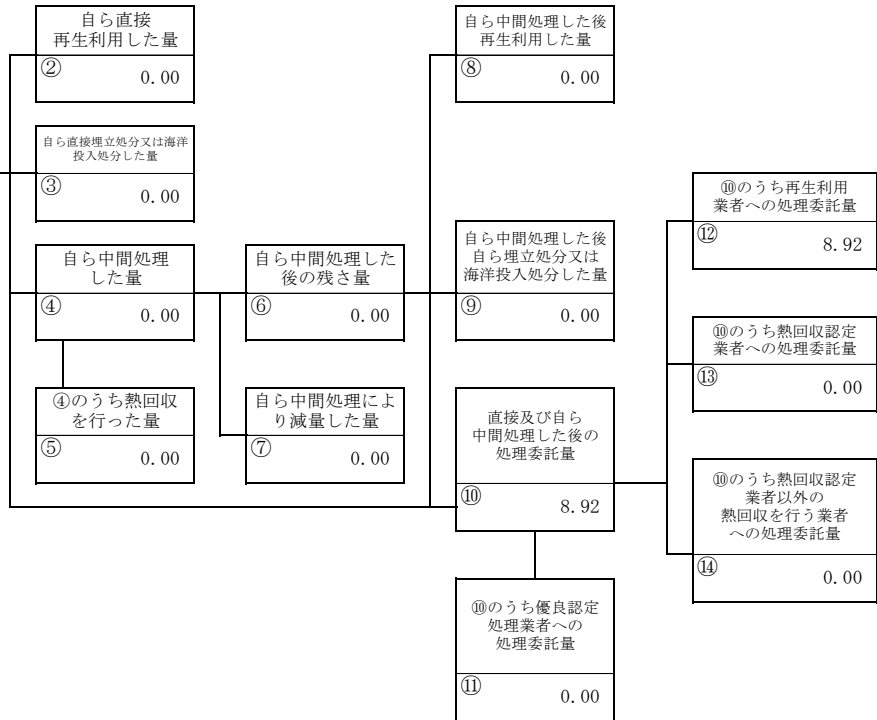 自ら直接
再生利用した量
②
0.00
自ら直接埋立処分又は海洋
投入処分した量
③
0.00
自ら中間処理
した量
④
0.00
④のうち熱回収
を行った量
⑤
0.00
自ら中間処理した
後の残さ量
⑥
0.00
自ら中間処理によ
り減量した量
⑦
0.00
自ら中間処理した後
再生利用した量
⑧
0.00
自ら中間処理した後
自ら埋立処分又は
海洋投入処分した量
⑨
0.00
直接及び自ら
中間処理した後の
処理委託量
⑩
8.92
⑩のうち優良認定
処理業者への
処理委託量
⑪
0.00
⑩のうち再生利用
業者への処理委託量
⑫
8.92
⑩のうち熱回収認定
業者への処理委託量
⑬
0.00
⑩のうち熱回収認定
業者以外の
熱回収を行う業者
への処理委託量
⑭
0.00